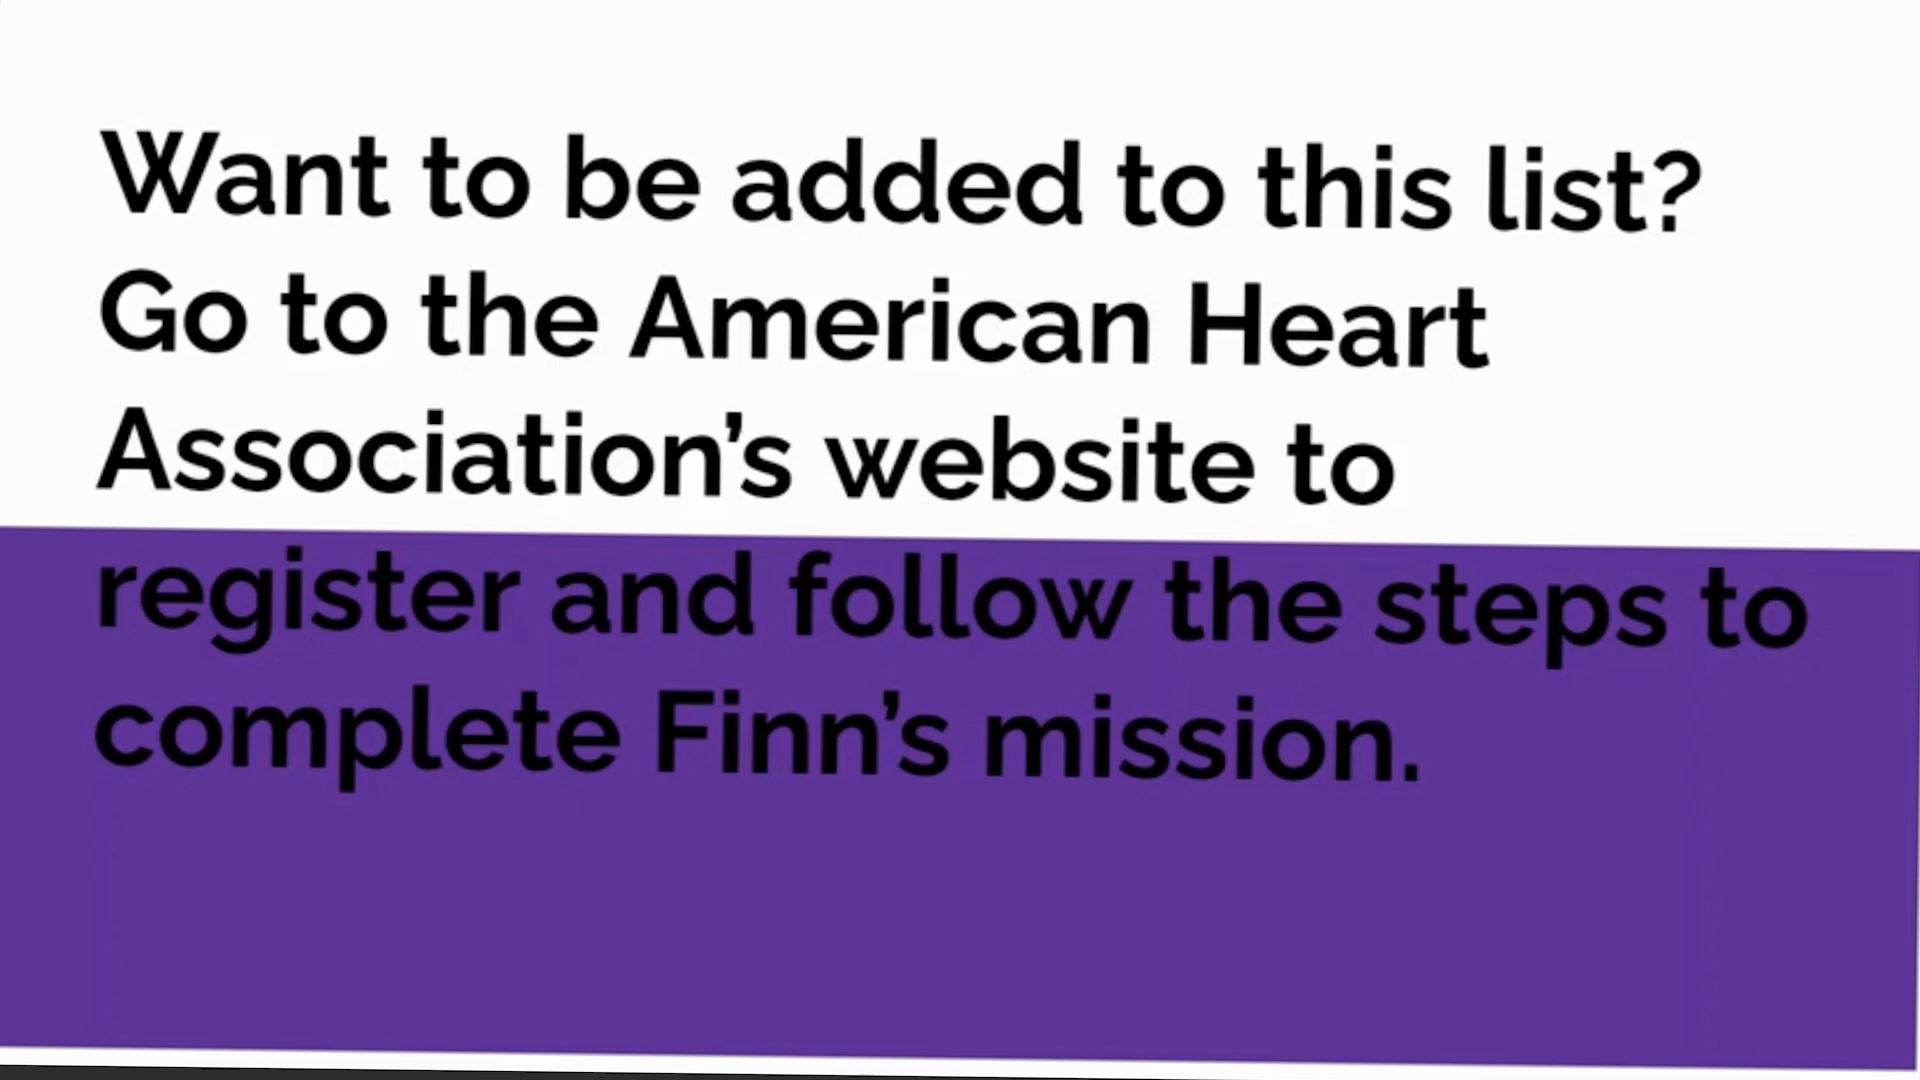 Want to be added to this list?
Go to the American Heart
Association’s website to
register and follow the steps to
complete Finn’s mission.